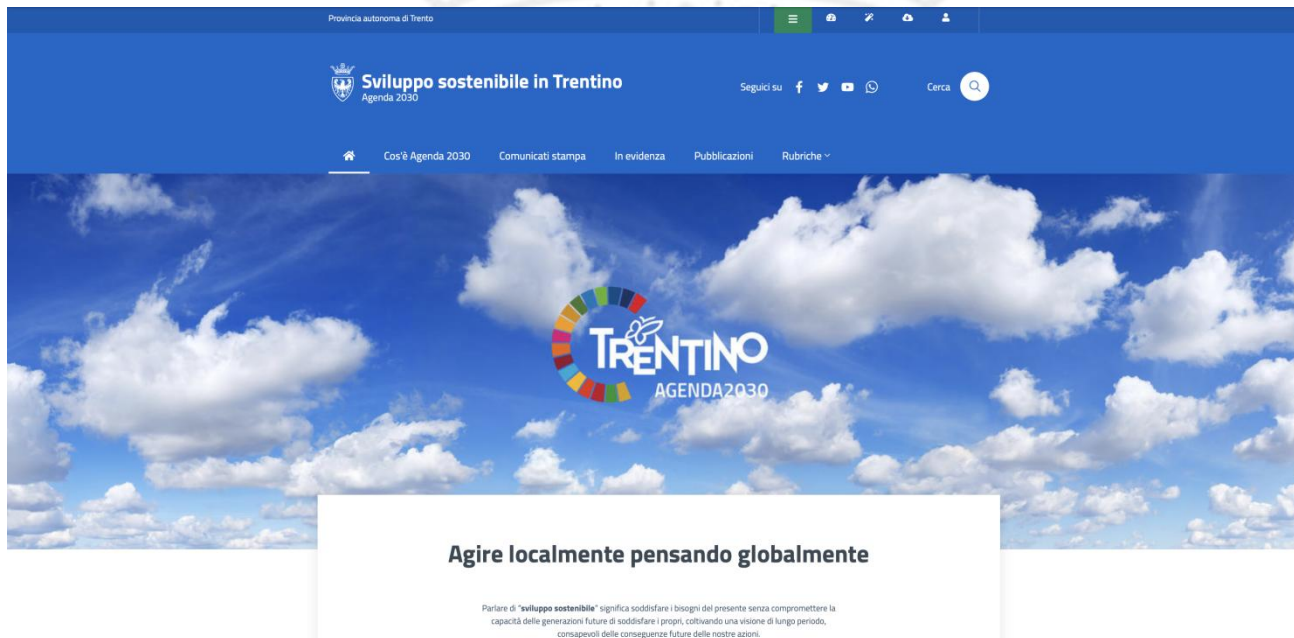 Provincia autonoma di Trento
Sviluppo sostenibile in Trentino
Agenda 2030
Seguici su
Cerca
Cos'è Agenda 2030
Comunicati stampa
In evidenza
Pubblicazioni
Rubriche
TRENTINO
AGENDA2030
Agire localmente pensando globalmente
Parlare di "sviluppo sostenibile" significa soddisfare i bisogni del presente senza compromettere la
capacità delle generazioni future di soddisfare i propri, coltivando una visione di lungo periodo,
consapevoli delle conseguenze future delle nostre azioni.